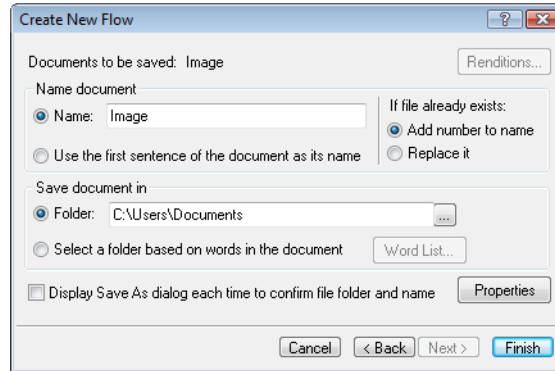 Create New Flow
Documents to be saved: Image
Renditions...
Name document
Name: Image
Use the first sentence of the document as its name
If file already exists:
Add number to name
Replace it
Save document in
Folder: C:\Users\Documents ...
Select a folder based on words in the document Word List...
Display Save As dialog each time to confirm file folder and name Properties
Cancel < Back Next > Finish